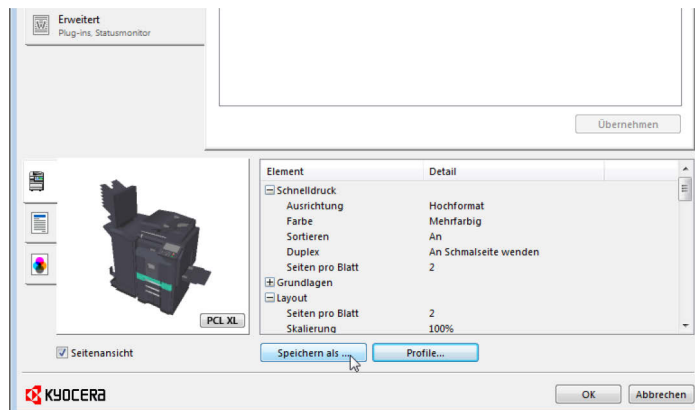 Erweitert
Plug-ins, Statusmonitor
Übernehmen
Element Detail
Schnelldruck
Ausrichtung Hochformat
Farbe Mehrfarbig
Sortieren An
Duplex An Schmalseite wenden
Seiten pro Blatt 2
Grundlagen
Layout
Seiten pro Blatt 2
Skalierung 100%
PCL XL
Seitenansicht Speichern als ... Profile...
KYOCERA OK Abbrechen